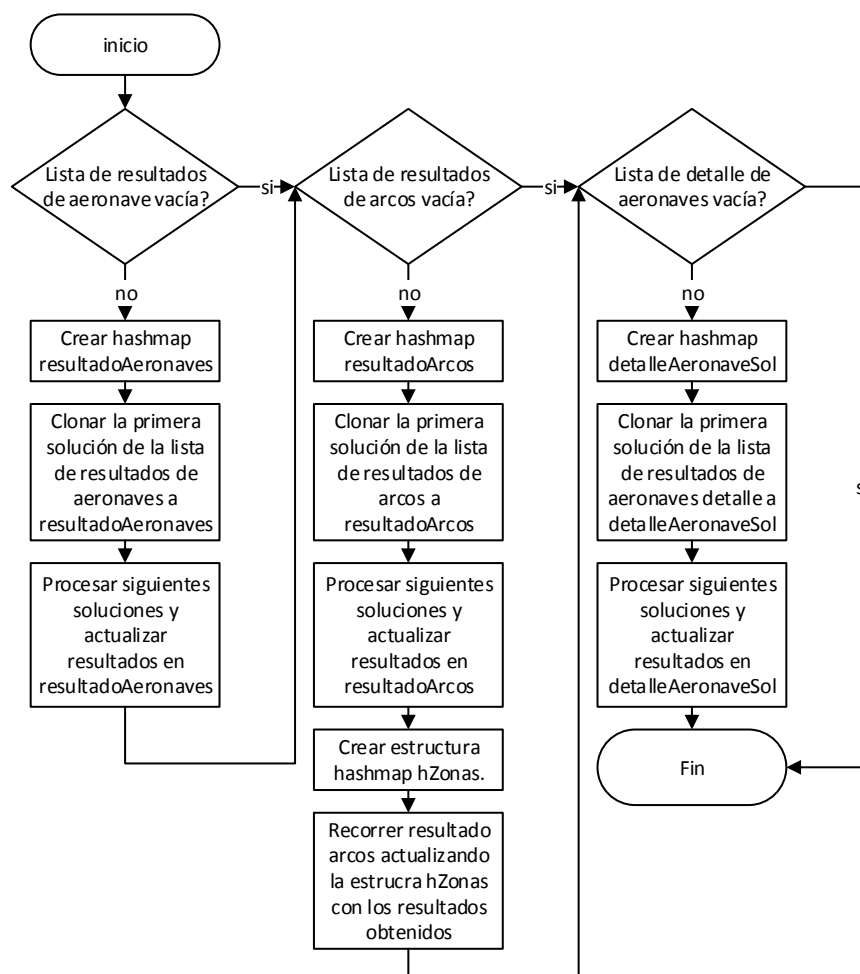 inicio
Lista de resultados
de aeronave vacía?
si
no
Crear hashmap
resultadoAeronaves
Clonar la primera
solución de la lista
de resultados de
aeronaves a
resultadoAeronaves
Procesar siguientes
soluciones y
actualizar
resultados en
resultadoAeronaves
Lista de resultados
de arcos vacía?
si
no
Crear hashmap
resultadoArcos
Clonar la primera
solución de la lista
de resultados de
arcos a
resultadoArcos
Procesar siguientes
soluciones y
actualizar
resultados en
resultadoArcos
Crear estructura
hashmap hZonas.
Recorrer resultado
arcos actualizando
la estrucra hZonas
con los resultados
obtenidos
Lista de detalle de
aeronaves vacía?
no
Crear hashmap
detalleAeronaveSol
Clonar la primera
solución de la lista
de resultados de
aeronaves detalle a
detalleAeronaveSol
Procesar siguientes
soluciones y
actualizar
resultados en
detalleAeronaveSol
Fin